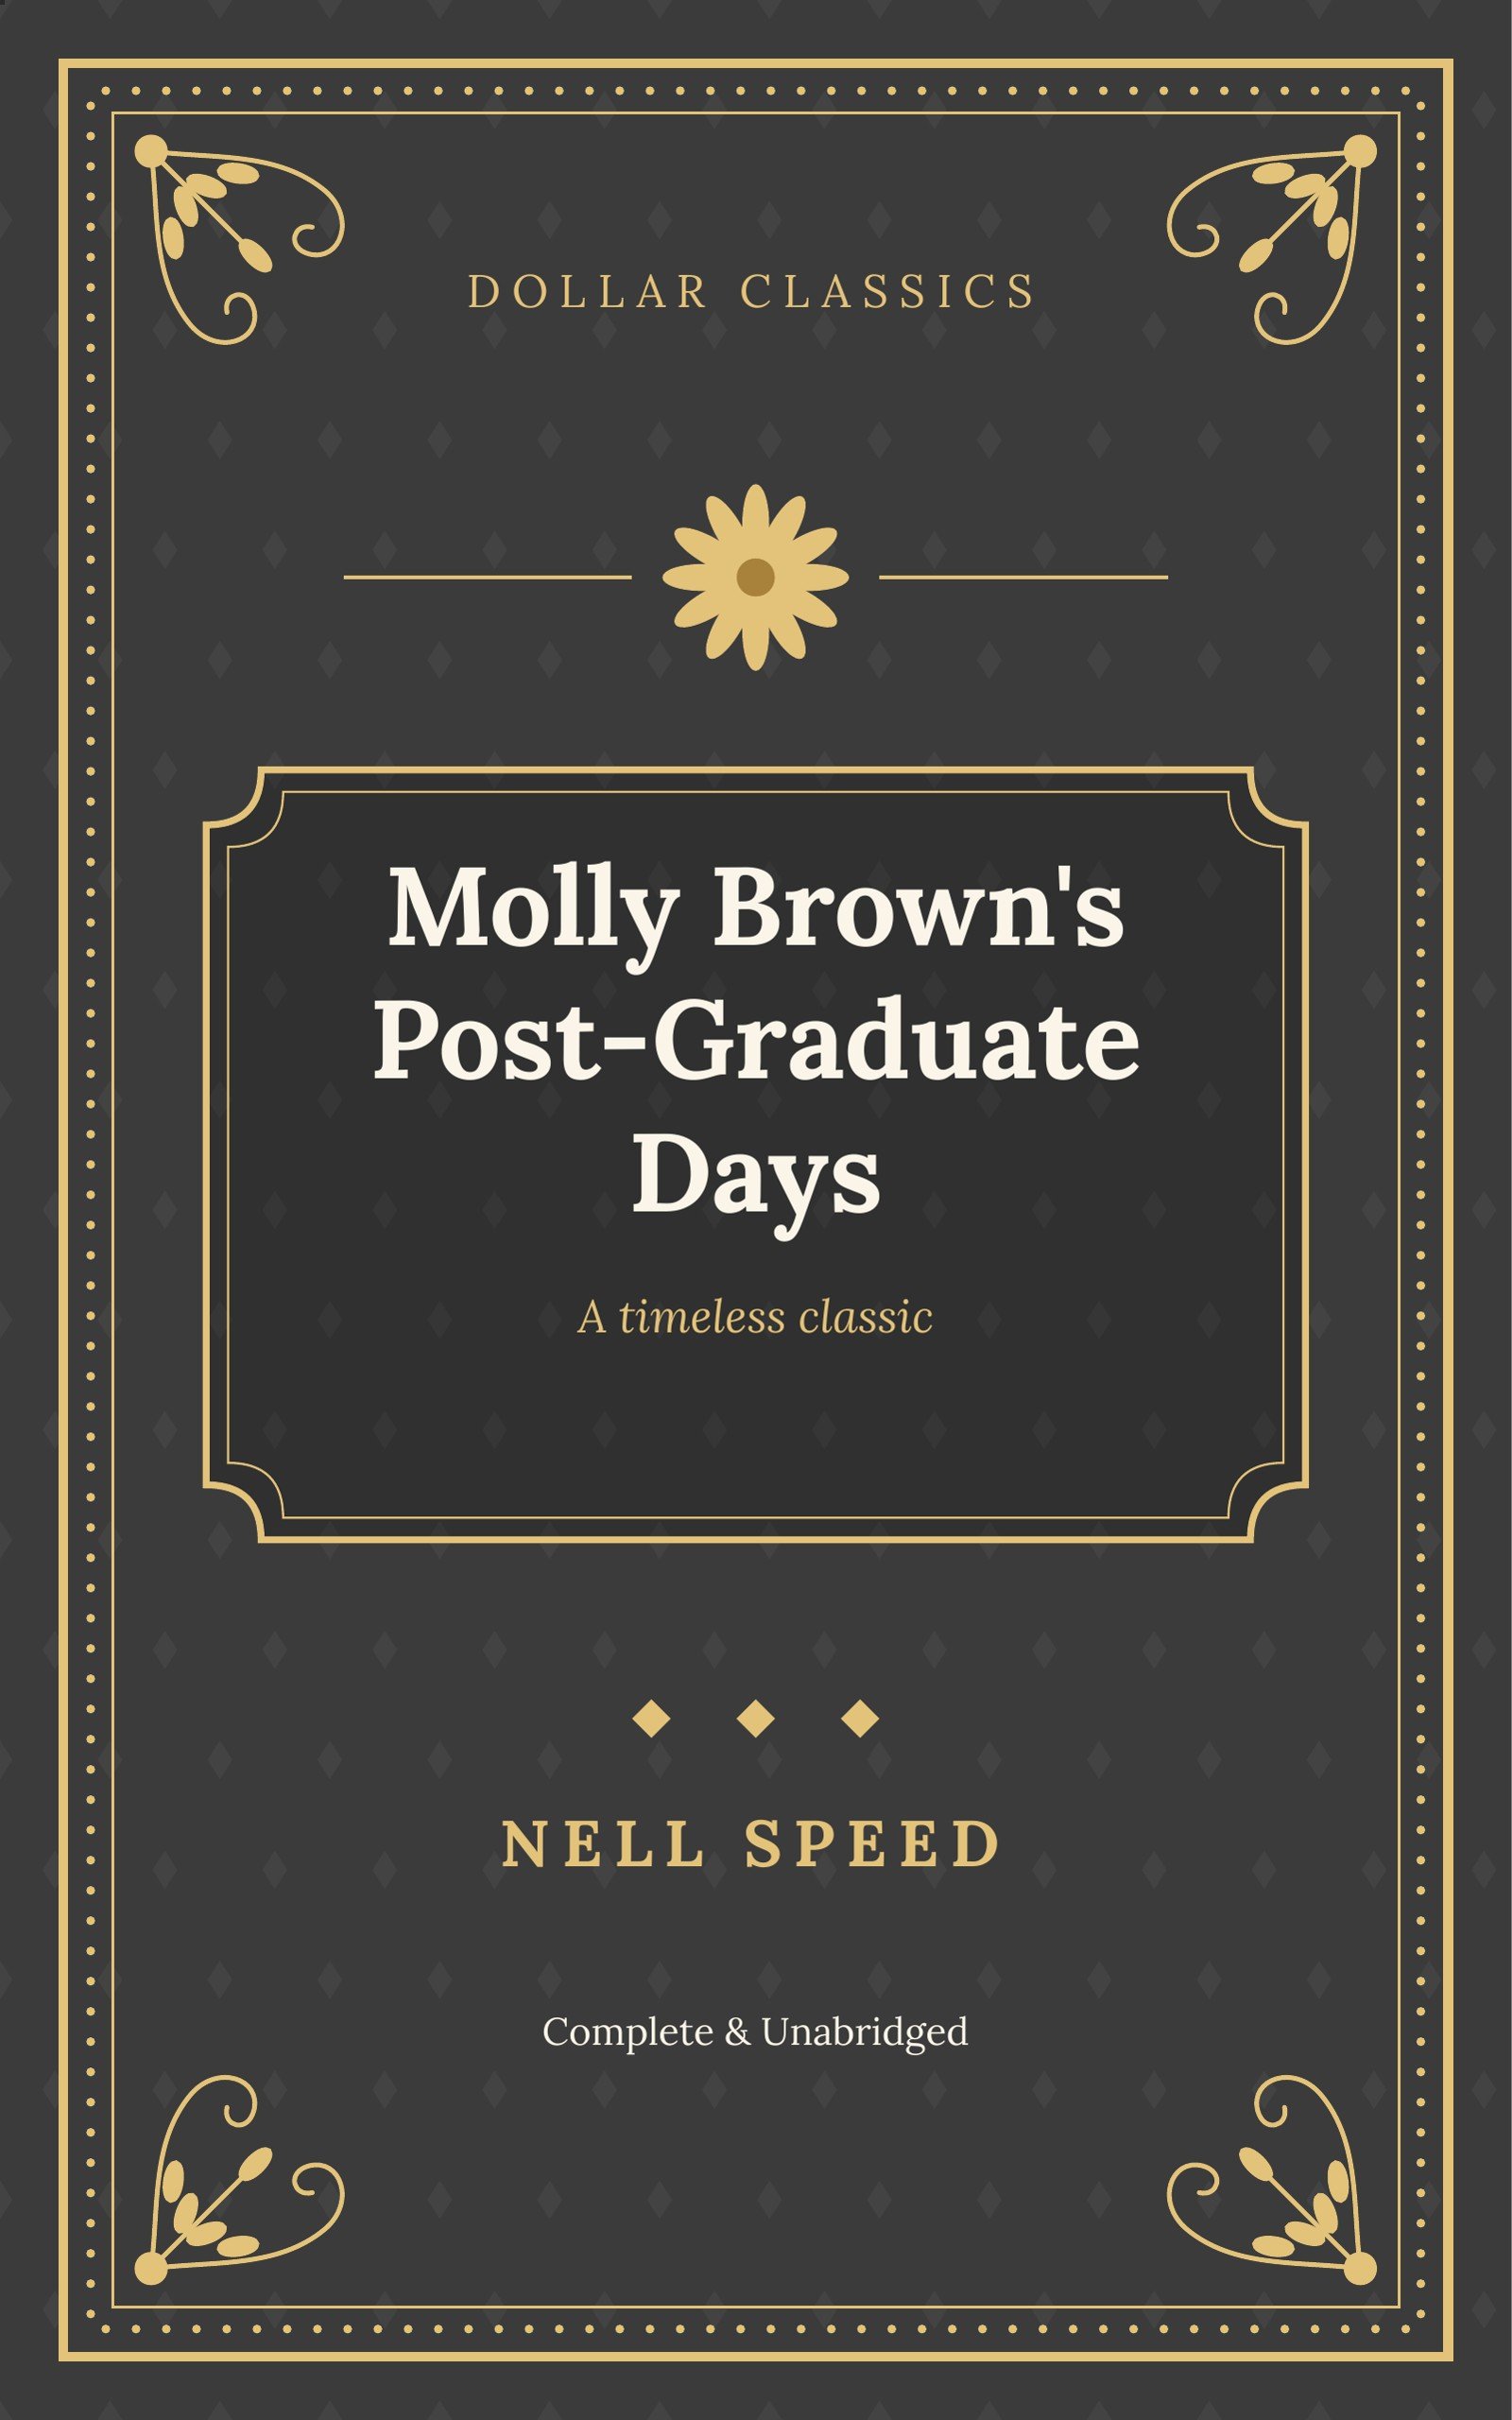 DOLLAR CLASSICS
Molly Brown's
Post-Graduate
Days
A timeless classic
NELL SPEED
Complete & Unabridged